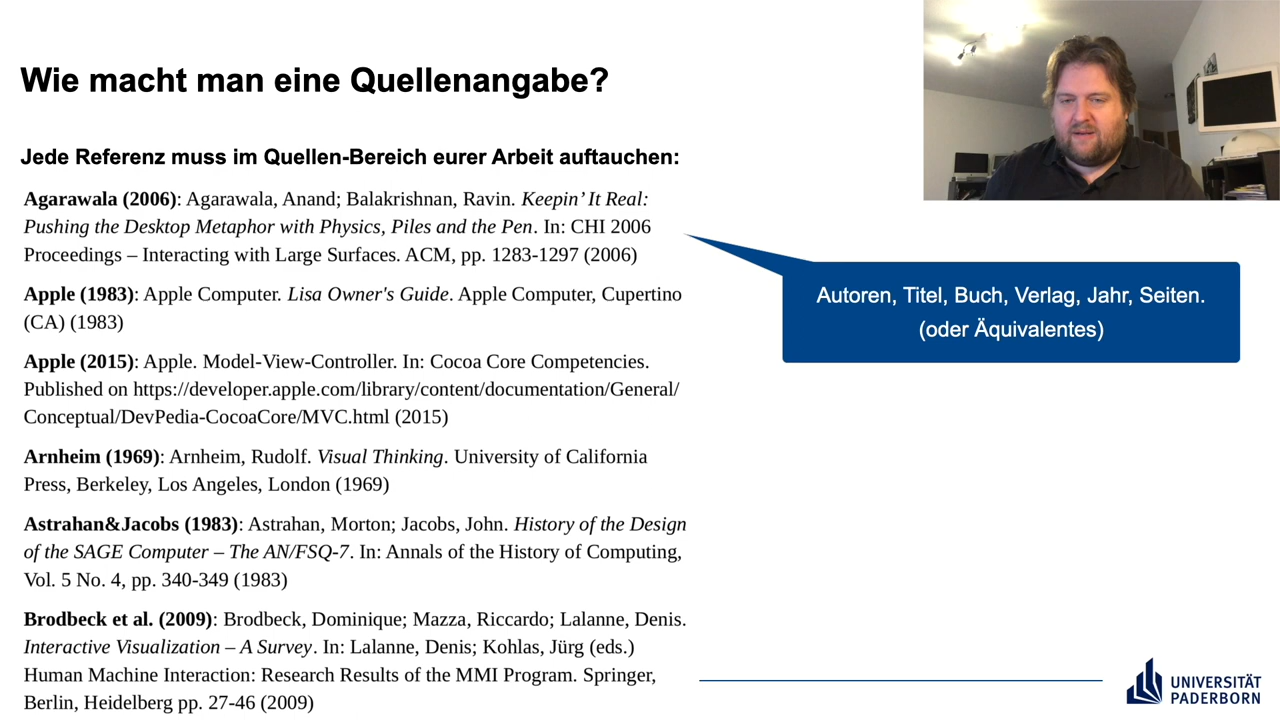 Wie macht man eine Quellenangabe?
Jede Referenz muss im Quellen-Bereich eurer Arbeit auftauchen:
Agarawala (2006): Agarawala, Anand; Balakrishnan, Ravin. Keepin’ It Real:
Pushing the Desktop Metaphor with Physics, Piles and the Pen. In: CHI 2006
Proceedings – Interacting with Large Surfaces. ACM, pp. 1283-1297 (2006)
Apple (1983): Apple Computer. Lisa Owner's Guide. Apple Computer, Cupertino
(CA) (1983)
Apple (2015): Apple. Model-View-Controller. In: Cocoa Core Competencies.
Published on https://developer.apple.com/library/content/documentation/General/
Conceptual/DevPedia-CocoaCore/MVC.html (2015)
Arnheim (1969): Arnheim, Rudolf. Visual Thinking. University of California
Press, Berkeley, Los Angeles, London (1969)
Astrahan&Jacobs (1983): Astrahan, Morton; Jacobs, John. History of the Design
of the SAGE Computer – The AN/FSQ-7. In: Annals of the History of Computing,
Vol. 5 No. 4, pp. 340-349 (1983)
Brodbeck et al. (2009): Brodbeck, Dominique; Mazza, Riccardo; Lalanne, Denis.
Interactive Visualization – A Survey. In: Lalanne, Denis; Kohlas, Jürg (eds.)
Human Machine Interaction: Research Results of the MMI Program. Springer,
Berlin, Heidelberg pp. 27-46 (2009)
Autoren, Titel, Buch, Verlag, Jahr, Seiten.
(oder Äquivalentes)
UNIVERSITÄT
PADERBORN